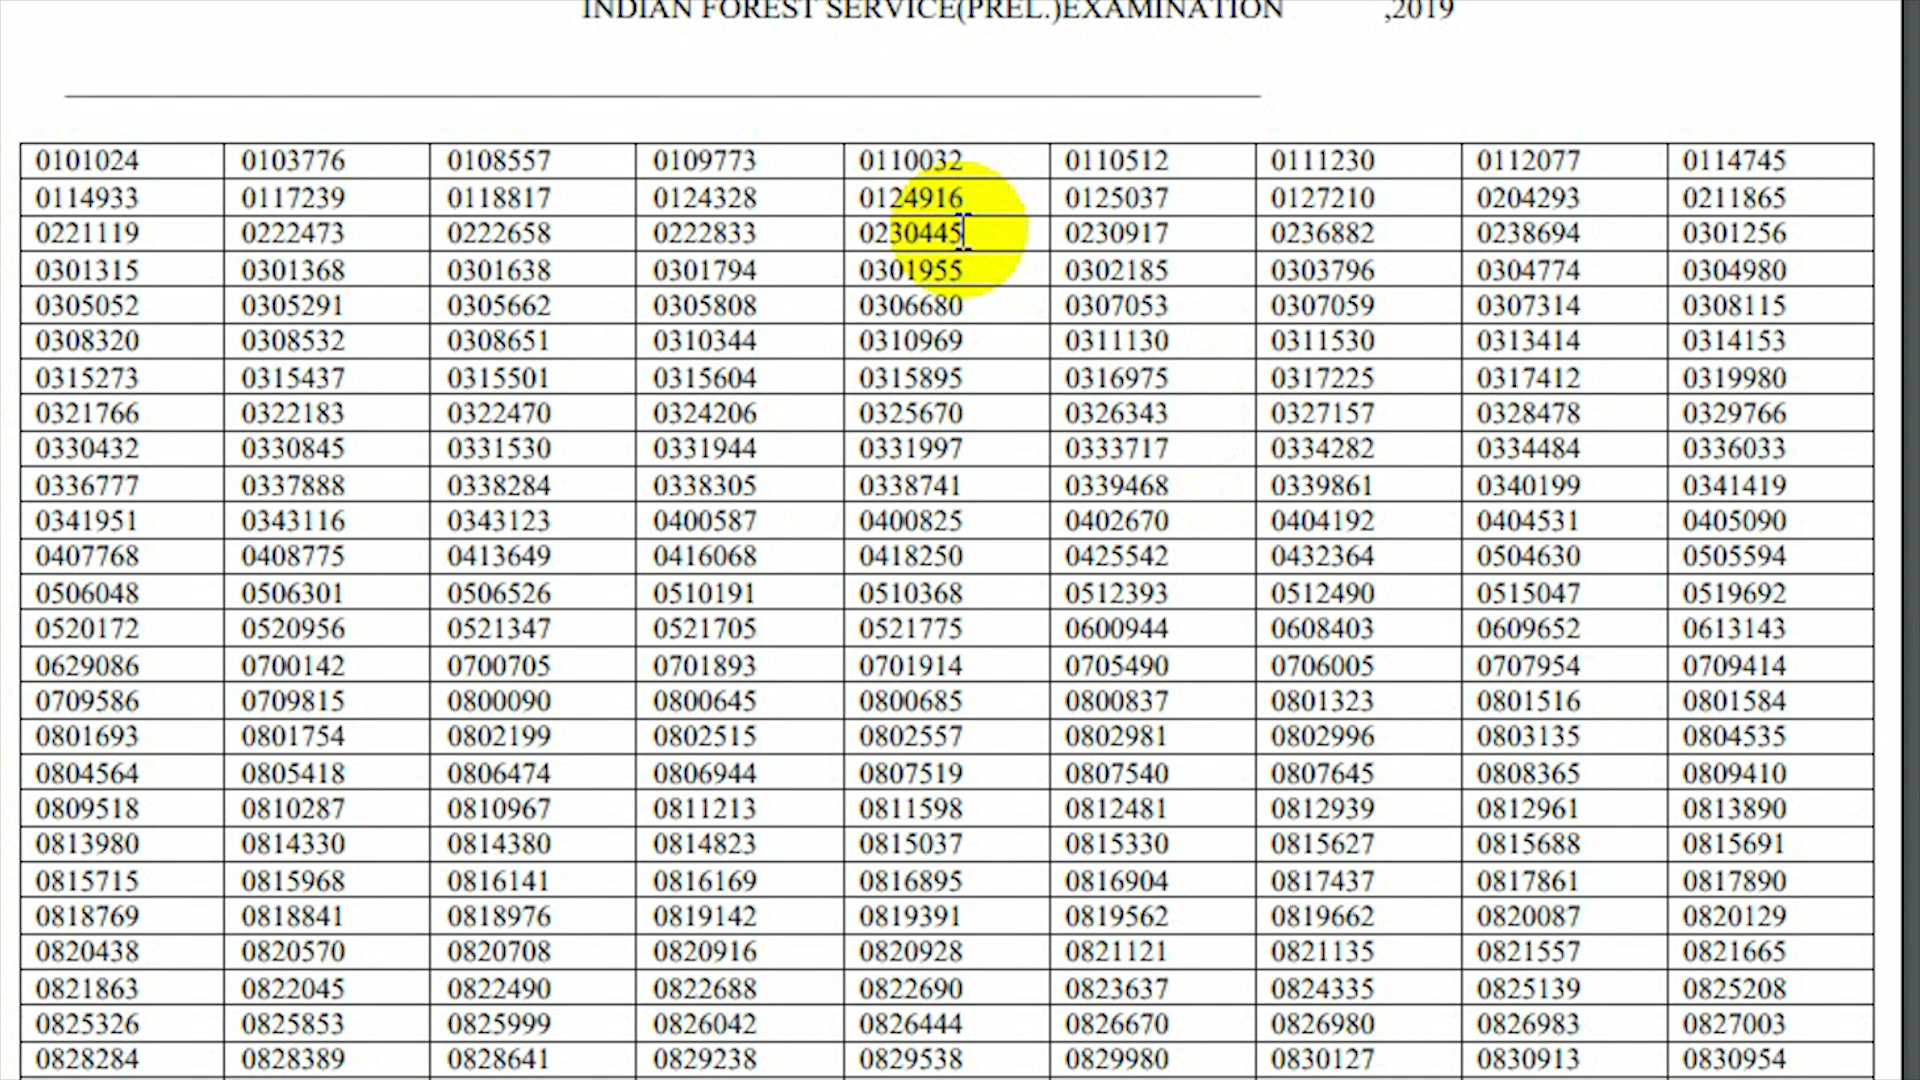 INDIAN FOREST SERVICE(PREL.)EXAMINATION ,2019
0101024 0103776 0108557 0109773 0110032 0110512 0111230 0112077 0114745
0114933 0117239 0118817 0124328 0124916 0125037 0127210 0204293 0211865
0221119 0222473 0222658 0222833 0230445 0230917 0236882 0238694 0301256
0301315 0301368 0301638 0301794 0301955 0302185 0303796 0304774 0304980
0305052 0305291 0305662 0305808 0306680 0307053 0307059 0307314 0308115
0308320 0308532 0308651 0310344 0310969 0311130 0311530 0313414 0314153
0315273 0315437 0315501 0315604 0315895 0316975 0317225 0317412 0319980
0321766 0322183 0322470 0324206 0325670 0326343 0327157 0328478 0329766
0330432 0330845 0331530 0331944 0331997 0333717 0334282 0334484 0336033
0336777 0337888 0338284 0338305 0338741 0339468 0339861 0340199 0341419
0341951 0343116 0343123 0400587 0400825 0402670 0404192 0404531 0405090
0407768 0408775 0413649 0416068 0418250 0425542 0432364 0504630 0505594
0506048 0506301 0506526 0510191 0510368 0512393 0512490 0515047 0519692
0520172 0520956 0521347 0521705 0521775 0600944 0608403 0609652 0613143
0629086 0700142 0700705 0701893 0701914 0705490 0706005 0707954 0709414
0709586 0709815 0800090 0800645 0800685 0800837 0801323 0801516 0801584
0801693 0801754 0802199 0802515 0802557 0802981 0802996 0803135 0804535
0804564 0805418 0806474 0806944 0807519 0807540 0807645 0808365 0809410
0809518 0810287 0810967 0811213 0811598 0812481 0812939 0812961 0813890
0813980 0814330 0814380 0814823 0815037 0815330 0815627 0815688 0815691
0815715 0815968 0816141 0816169 0816895 0816904 0817437 0817861 0817890
0818769 0818841 0818976 0819142 0819391 0819562 0819662 0820087 0820129
0820438 0820570 0820708 0820916 0820928 0821121 0821135 0821557 0821665
0821863 0822045 0822490 0822688 0822690 0823637 0824335 0825139 0825208
0825326 0825853 0825999 0826042 0826444 0826670 0826980 0826983 0827003
0828284 0828389 0828641 0829238 0829538 0829980 0830127 0830913 0830954